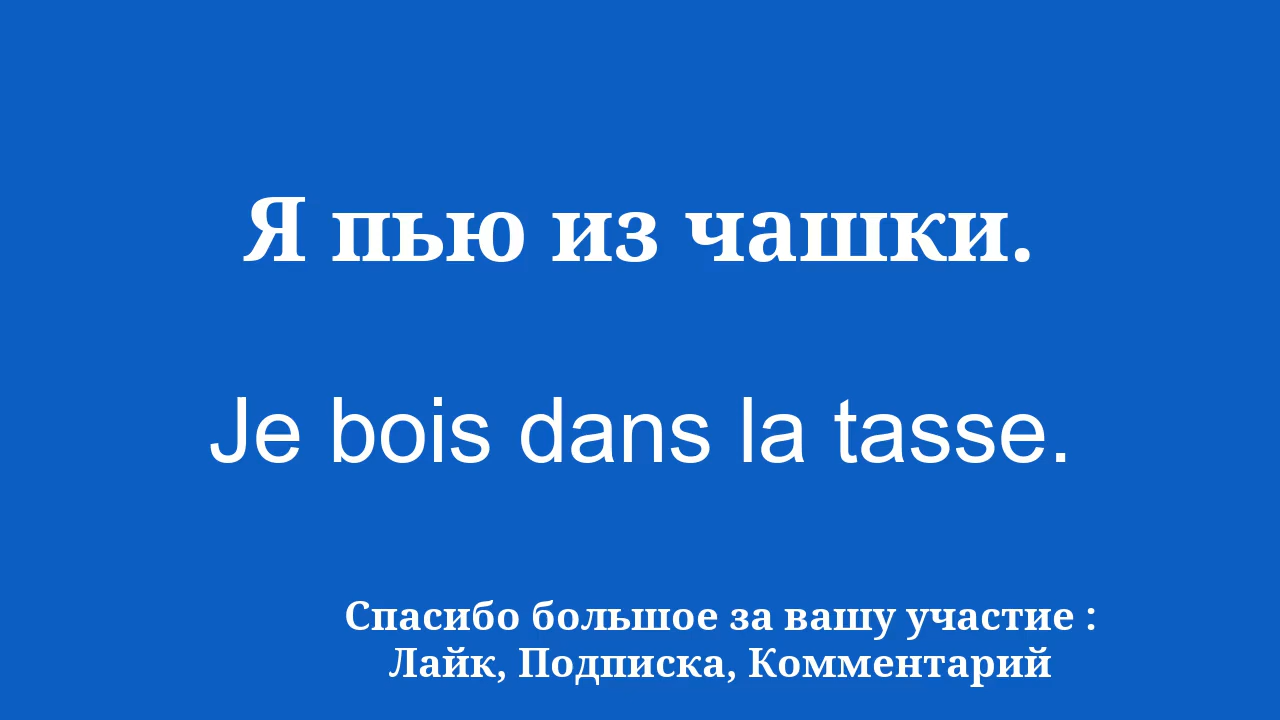 Я пью из чашки.
Je bois dans la tasse.
Спасибо большое за вашу участие :
Лайк, Подписка, Комментарий